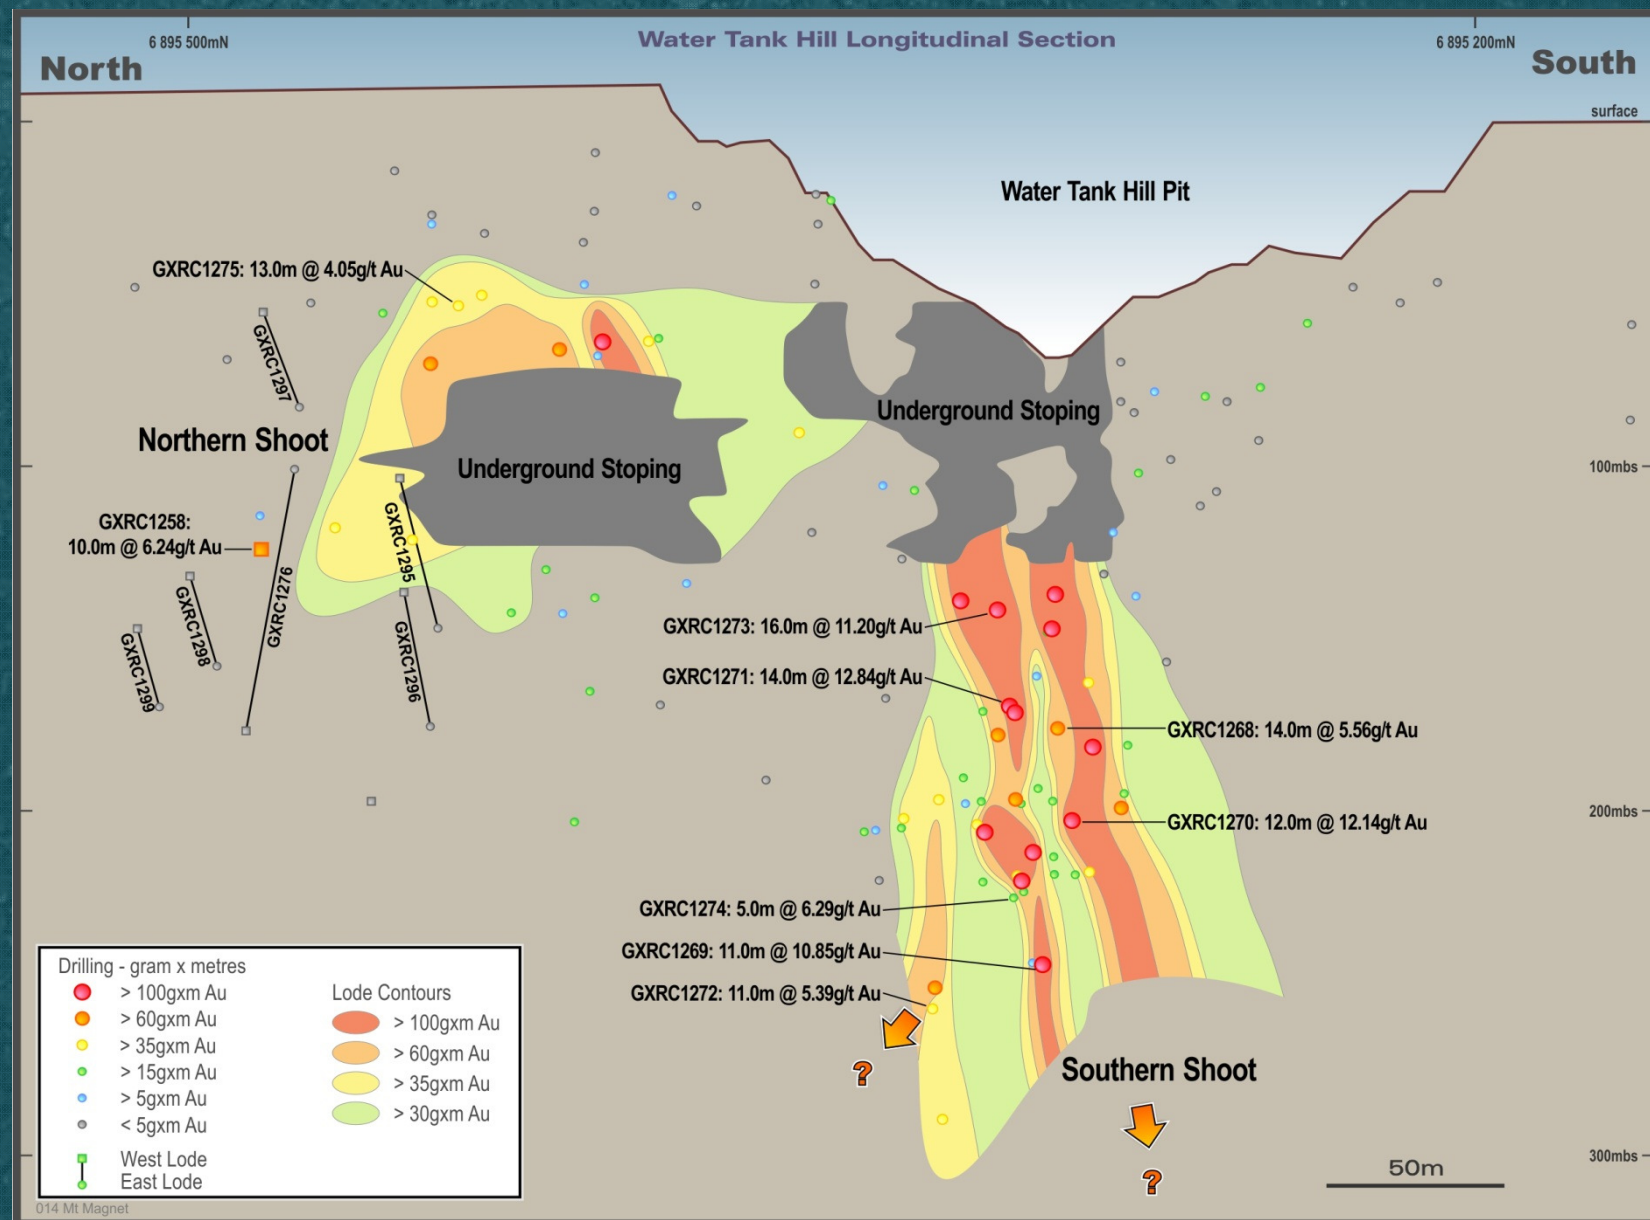 6 895 500mN
Water Tank Hill Longitudinal Section
6 895 200mN
North
South
surface
Water Tank Hill Pit
GXRC1275: 13.0m @ 4.05g/t Au
GXRC1297
Northern Shoot
Underground Stoping
Underground Stoping
100mbs
GXRC1258:
10.0m @ 6.24g/t Au
GXRC1295
GXRC1276
GXRC1298
GXRC1299
GXRC1296
GXRC1273: 16.0m @ 11.20g/t Au
GXRC1271: 14.0m @ 12.84g/t Au
GXRC1268: 14.0m @ 5.56g/t Au
200mbs
GXRC1270: 12.0m @ 12.14g/t Au
GXRC1274: 5.0m @ 6.29g/t Au
GXRC1269: 11.0m @ 10.85g/t Au
GXRC1272: 11.0m @ 5.39g/t Au
?
Southern Shoot
?
300mbs
50m
Drilling - gram x metres
> 100gxm Au
> 60gxm Au
> 35gxm Au
> 15gxm Au
> 5gxm Au
< 5gxm Au
West Lode
East Lode
Lode Contours
> 100gxm Au
> 60gxm Au
> 35gxm Au
> 30gxm Au
014 Mt Magnet